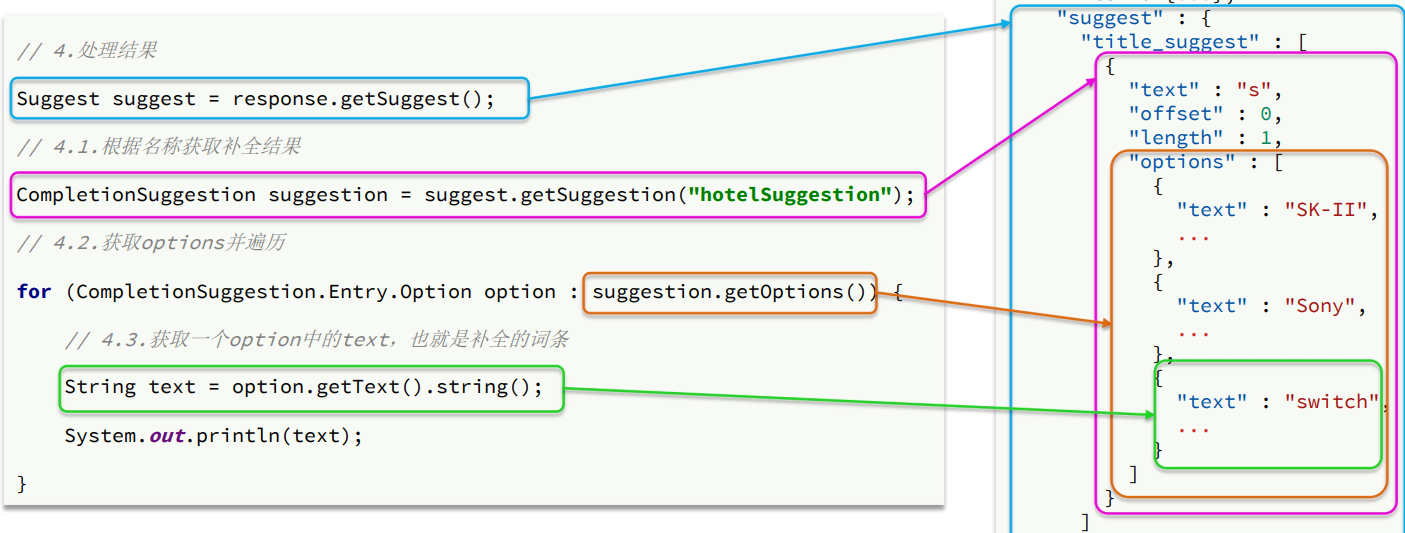 // 4.处理结果
Suggest suggest = response.getSuggest();
// 4.1.根据名称获取补全结果
CompletionSuggestion suggestion = suggest.getSuggestion("hotelSuggestion");
// 4.2.获取options并遍历
for (CompletionSuggestion.Entry.Option option : suggestion.getOptions()) {
// 4.3.获取一个option中的text，也就是补全的词条
String text = option.getText().string();
System.out.println(text);
}
"suggest" : {
"title_suggest" : [
{
"text" : "s",
"offset" : 0,
"length" : 1,
"options" : [
{
"text" : "SK-II",
...
},
{
"text" : "Sony",
...
},
{
"text" : "switch",
...
}
]
}
]